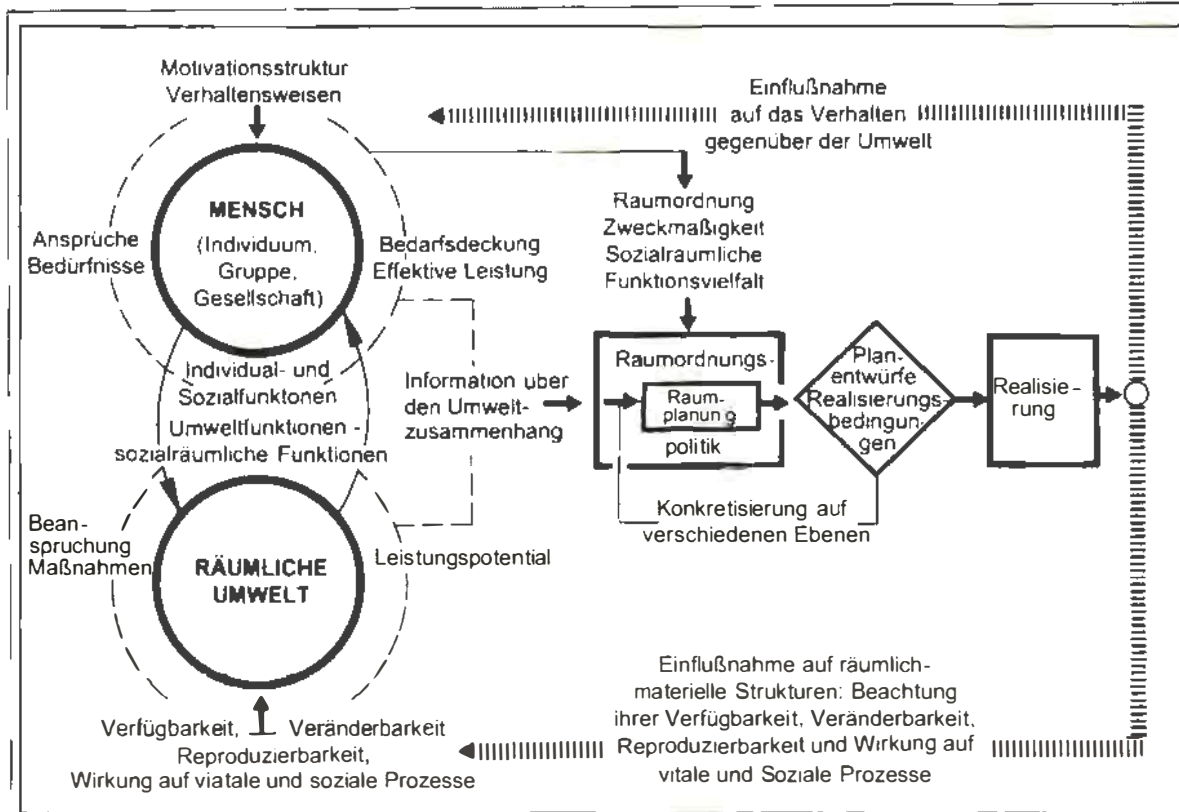 Motivationsstruktur
Verhaltensweisen
MENSCH
(Individuum,
Gruppe,
Gesellschaft)
Ansprüche
Bedürfnisse
Bedarfsdeckung
Effektive Leistung
Individual- und
Sozialfunktionen
Umweltfunktionen -
sozialräumliche Funktionen
Bean-
spruchung
Maßnahmen
RÄUMLICHE
UMWELT
Leistungspotential
Verfügbarkeit, Veränderbarkeit
Reproduzierbarkeit,
Wirkung auf viatale und soziale Prozesse
Information uber
den Umwelt-
zusammenhang
Einflußnahme
auf das Verhalten
gegenüber der Umwelt
Raumordnung
Zweckmäßigkeit
Sozialraumliche
Funktionsvielfalt
Raumordnungs-
Raum-
planung
politik
Plan-
entwürfe
Realisierungs-
bedingun-
gen
Realisie-
rung
Konkretisierung auf
verschiedenen Ebenen
Einflußnahme auf räumlich-
materielle Strukturen: Beachtung
ihrer Verfügbarkeit, Veränderbarkeit,
Reproduzierbarkeit und Wirkung auf
vitale und Soziale Prozesse